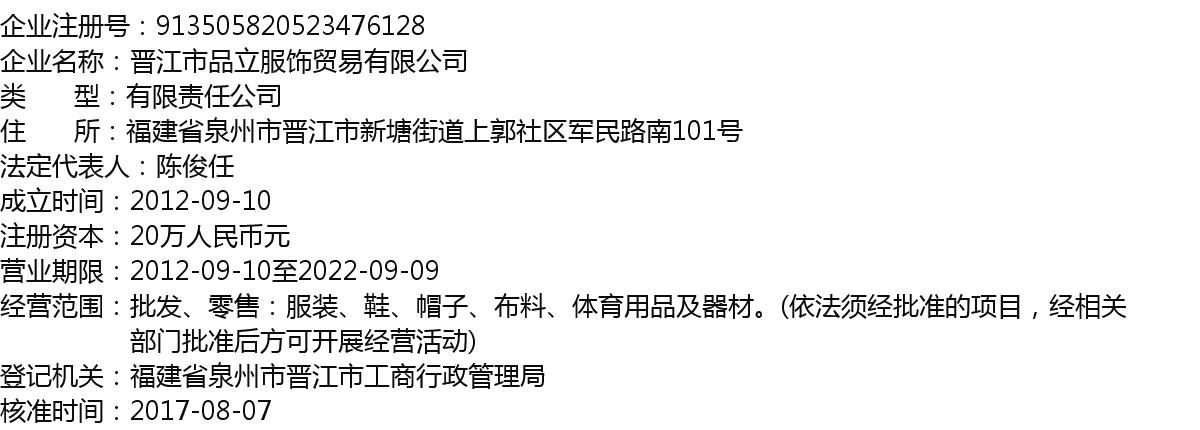 企业注册号：913505820523476128
企业名称：晋江市品立服饰贸易有限公司
类　　型：有限责任公司
住　　所：福建省泉州市晋江市新塘街道上郭社区军民路南101号
法定代表人：陈俊任
成立时间：2012-09-10
注册资本：20万人民币元
营业期限：2012-09-10至2022-09-09
经营范围：批发、零售：服装、鞋、帽子、布料、体育用品及器材。(依法须经批准的项目，经相关
部门批准后方可开展经营活动)
登记机关：福建省泉州市晋江市工商行政管理局
核准时间：2017-08-07